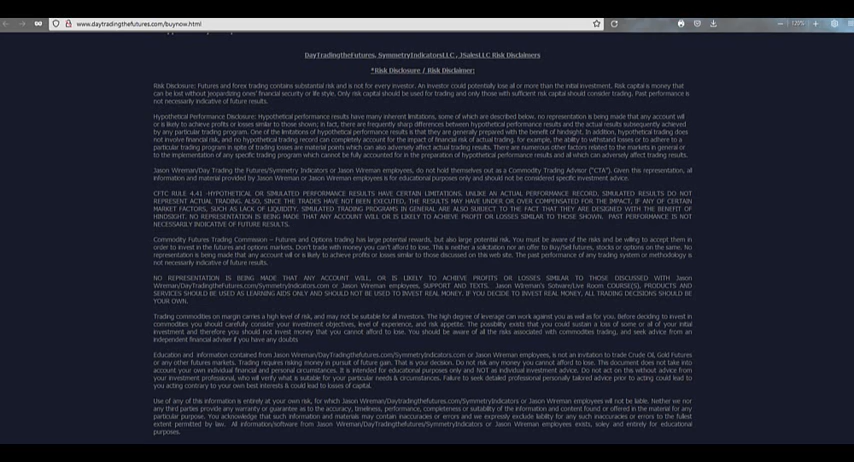 www.daytradingthefutures.com/buynow.html
DayTradingtheFutures, SymmetryIndicatorsLLC , JSalesLLC Risk Disclaimers
*Risk Disclosure / Risk Disclaimer:
Risk Disclosure: Futures and forex trading contains substantial risk and is not for every investor. An investor could potentially lose all or more than the initial investment. Risk capital is money that
can be lost without jeopardizing ones' financial security or life style. Only risk capital should be used for trading and only those with sufficient risk capital should consider trading. Past performance is
not necessarily indicative of future results.
Hypothetical Performance Disclosure: Hypothetical performance results have many inherent limitations, some of which are described below. no representation is being made that any account will
or is likely to achieve profits or losses similar to those shown; in fact, there are frequently sharp differences between hypothetical performance results and the actual results subsequently achieved
by any particular trading program. One of the limitations of hypothetical performance results is that they are generally prepared with the benefit of hindsight. In addition, hypothetical trading does
not involve financial risk, and no hypothetical trading record can completely account for the impact of financial risk of actual trading. for example, the ability to withstand losses or to adhere to a
particular trading program in spite of trading losses are material points which can also adversely affect actual trading results. There are numerous other factors related to the markets in general or
to the implementation of any specific trading program which cannot be fully accounted for in the preparation of hypothetical performance results and all which can adversely affect trading results.
Jason Wireman/Day Trading the Futures/Symmetry Indicators or Jason Wireman employees, do not hold themselves out as a Commodity Trading Advisor ("CTA"). Given this representation, all
information and material provided by Jason Wireman or Jason Wireman employees is for educational purposes only and should not be considered specific investment advice.
CFTC RULE 4.41 -HYPOTHETICAL OR SIMULATED PERFORMANCE RESULTS HAVE CERTAIN LIMITATIONS. UNLIKE AN ACTUAL PERFORMANCE RECORD, SIMULATED RESULTS DO NOT
REPRESENT ACTUAL TRADING. ALSO, SINCE THE TRADES HAVE NOT BEEN EXECUTED, THE RESULTS MAY HAVE UNDER OR OVER COMPENSATED FOR THE IMPACT, IF ANY OF CERTAIN
MARKET FACTORS, SUCH AS LACK OF LIQUIDITY. SIMULATED TRADING PROGRAMS IN GENERAL ARE ALSO SUBJECT TO THE FACT THAT THEY ARE DESIGNED WITH THE BENEFIT OF
HINDSIGHT. NO REPRESENTATION IS BEING MADE THAT ANY ACCOUNT WILL OR IS LIKELY TO ACHIEVE PROFIT OR LOSSES SIMILAR TO THOSE SHOWN. PAST PERFORMANCE IS NOT
NECESSARILY INDICATIVE OF FUTURE RESULTS.
Commodity Futures Trading Commission – Futures and Options trading has large potential rewards, but also large potential risk. You must be aware of the risks and be willing to accept them in
order to invest in the futures and options markets. Don't trade with money you can't afford to lose. This is neither a solicitation nor an offer to Buy/Sell futures, stocks or options on the same. No
representation is being made that any account will or is likely to achieve profits or losses similar to those discussed on this web site. The past performance of any trading system or methodology is
not necessarily indicative of future results.
NO REPRESENTATION IS BEING MADE THAT ANY ACCOUNT WILL, OR IS LIKELY TO ACHIEVE PROFITS OR LOSSES SIMILAR TO THOSE DISCUSSED WITH Jason
Wireman/DayTradingthefutures.com/SymmetryIndicators.com or Jason Wireman employees, SUPPORT AND TEXTS. Jason Wireman's Sotware/Live Room COURSE(S), PRODUCTS AND
SERVICES SHOULD BE USED AS LEARNING AIDS ONLY AND SHOULD NOT BE USED TO INVEST REAL MONEY. IF YOU DECIDE TO INVEST REAL MONEY, ALL TRADING DECISIONS SHOULD BE
YOUR OWN.
Trading commodities on margin carries a high level of risk, and may not be suitable for all investors. The high degree of leverage can work against you as well as for you. Before deciding to invest in
commodities you should carefully consider your investment objectives, level of experience, and risk appetite. The possibility exists that you could sustain a loss of some or all of your initial
investment and therefore you should not invest money that you cannot afford to lose. You should be aware of all the risks associated with commodities trading, and seek advice from an
independent financial adviser if you have any doubts
Education and information contained from Jason Wireman/DayTradingthefutures.com/SymmetryIndicators.com or Jason Wireman employees, is not an invitation to trade Crude Oil, Gold Futures
or any other futures markets. Trading requires risking money in pursuit of future gain. That is your decision. Do not risk any money you cannot afford to lose. This document does not take into
account your own individual financial and personal circumstances. It is intended for educational purposes only and NOT as individual investment advice. Do not act on this without advice from
your investment professional, who will verify what is suitable for your particular needs & circumstances. Failure to seek detailed professional personally tailored advice prior to acting could lead to
you acting contrary to your own best interests & could lead to losses of capital.
Use of any of this information is entirely at your own risk, for which Jason Wireman/Daytradingthefutures.com/SymmetryIndicators or Jason Wireman employees will not be liable. Neither we nor
any third parties provide any warranty or guarantee as to the accuracy, timeliness, performance, completeness or suitability of the information and content found or offered in the material for any
particular purpose. You acknowledge that such information and materials may contain inaccuracies or errors and we expressly exclude liability for any such inaccuracies or errors to the fullest
extent permitted by law. All information/software from Jason Wireman/DayTradingthefutures/SymmetryIndicators or Jason Wireman employees exists, soley and entirely for educational
purposes.